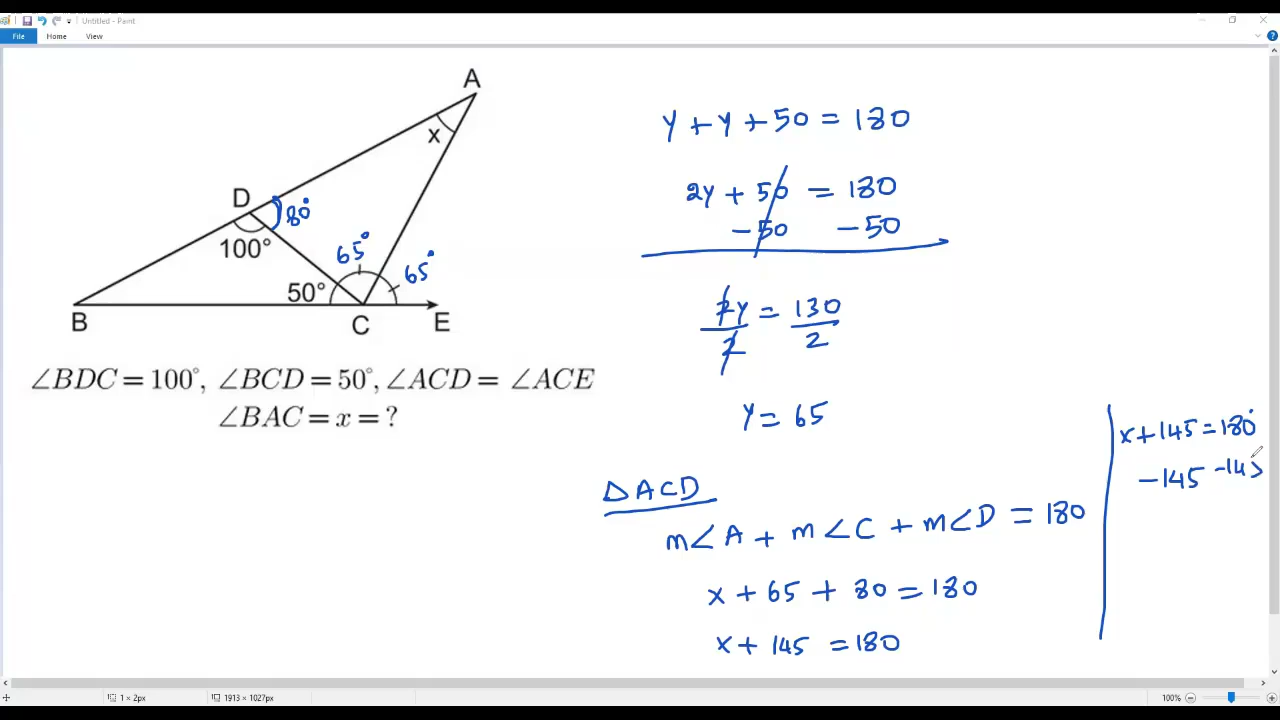 Untitled - Paint
File Home View
A
x
D
80°
100°
65°
65°
50°
B C E
∠BDC = 100°, ∠BCD = 50°, ∠ACD = ∠ACE
∠BAC = x = ?
y + y + 50 = 180
2y + 50 = 180
-50 -50
2y = 130
2 2
y = 65
△ACD
m∠A + m∠C + m∠D = 180
x + 65 + 80 = 180
x + 145 = 180
x + 145 = 180°
-145 -145
1 × 2px
1913 × 1027px
100%